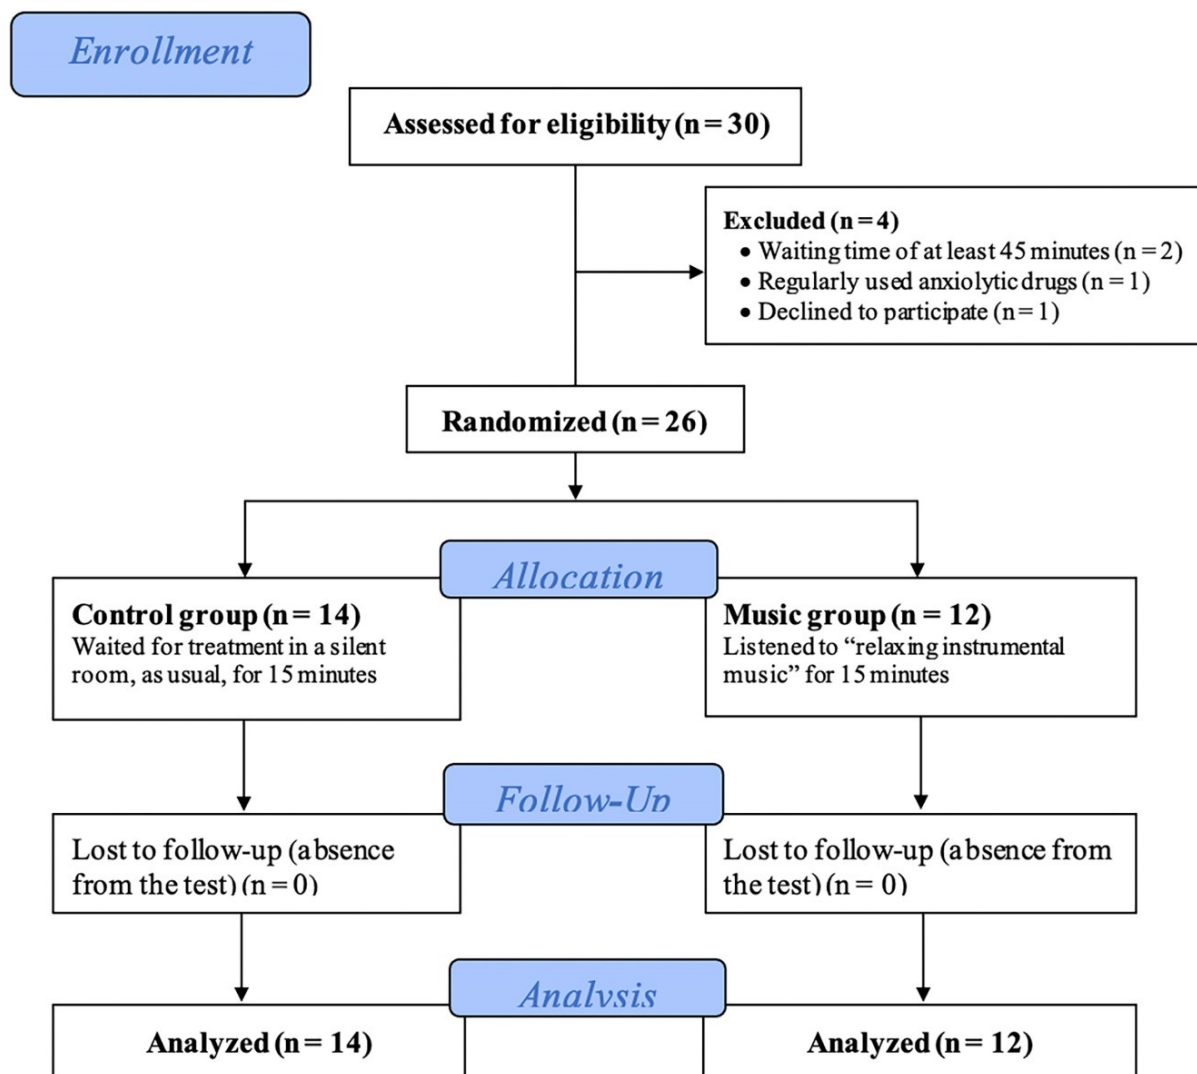 Enrollment
Assessed for eligibility (n = 30)
Excluded (n = 4)
• Waiting time of at least 45 minutes (n = 2)
• Regularly used anxiolytic drugs (n = 1)
• Declined to participate (n = 1)
Randomized (n = 26)
Allocation
Control group (n = 14)
Waited for treatment in a silent
room, as usual, for 15 minutes
Music group (n = 12)
Listened to “relaxing instrumental
music” for 15 minutes
Follow-Up
Lost to follow-up (absence
from the test) (n = 0)
Lost to follow-up (absence from
the test) (n = 0)
Analysis
Analyzed (n = 14)
Analyzed (n = 12)